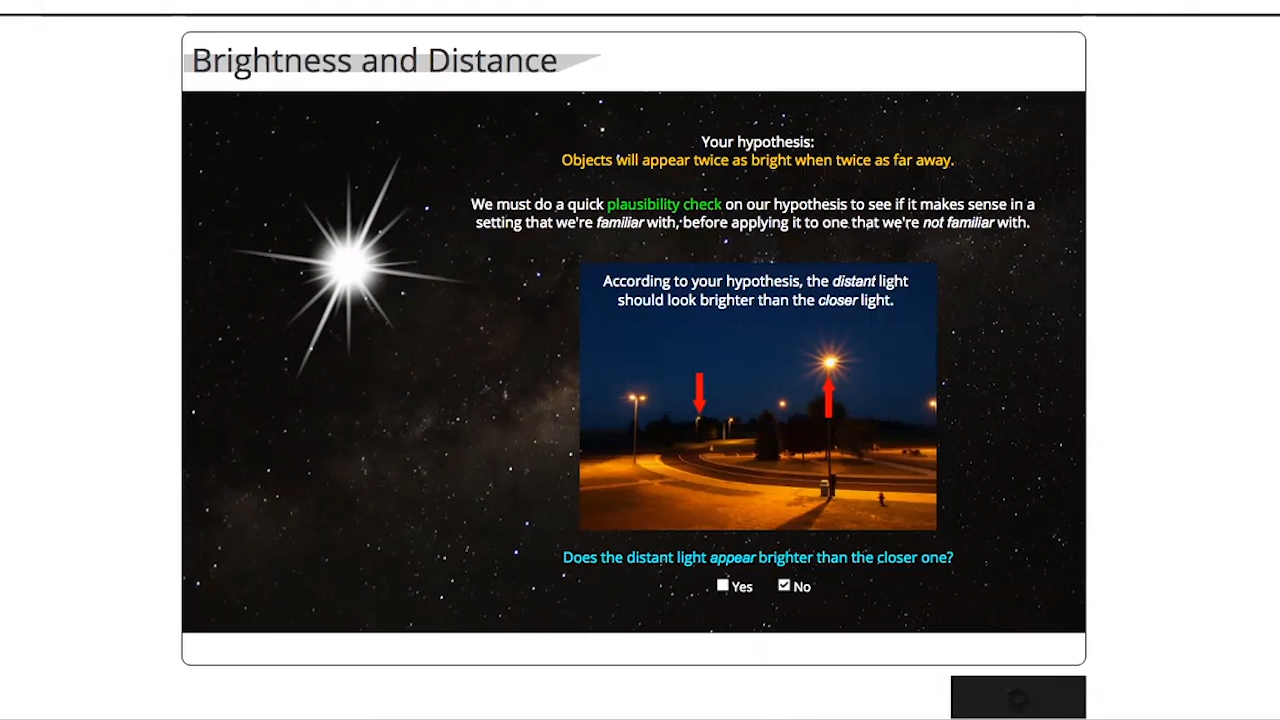 Brightness and Distance
Your hypothesis:
Objects will appear twice as bright when twice as far away.
We must do a quick plausibility check on our hypothesis to see if it makes sense in a
setting that we're familiar with, before applying it to one that we're not familiar with.
According to your hypothesis, the distant light
should look brighter than the closer light.
Does the distant light appear brighter than the closer one?
Yes No